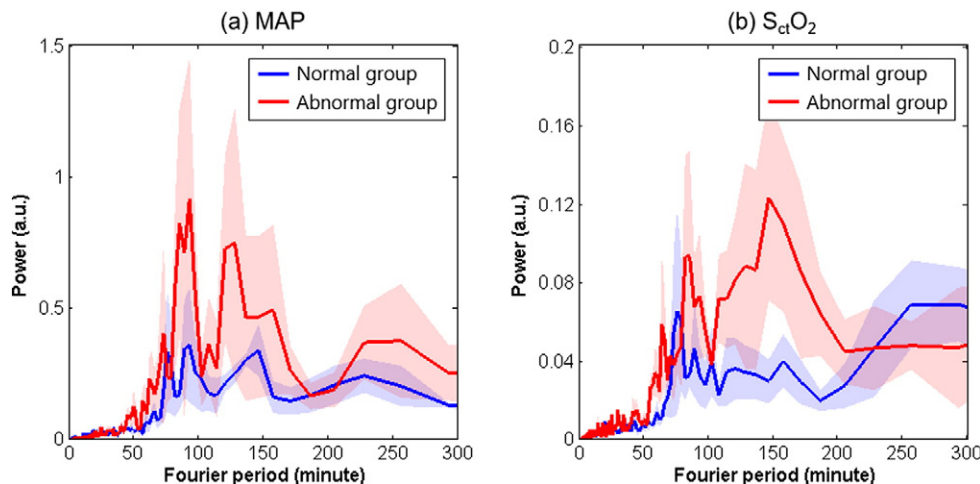 (a) MAP
1.5
1
0.5
0
0 50 100 150 200 250 300
Power (a.u.)
Fourier period (minute)
Normal group
Abnormal group
(b) SctO2
0.2
0.16
0.12
0.08
0.04
0
0 50 100 150 200 250 300
Power (a.u.)
Fourier period (minute)
Normal group
Abnormal group